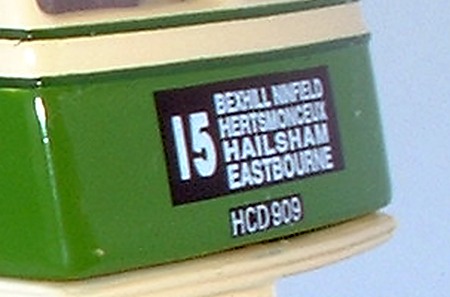 15
BEXHILL NINFIELD
HERTSMONCEUX
HAILSHAM
EASTBOURNE
HCD 909